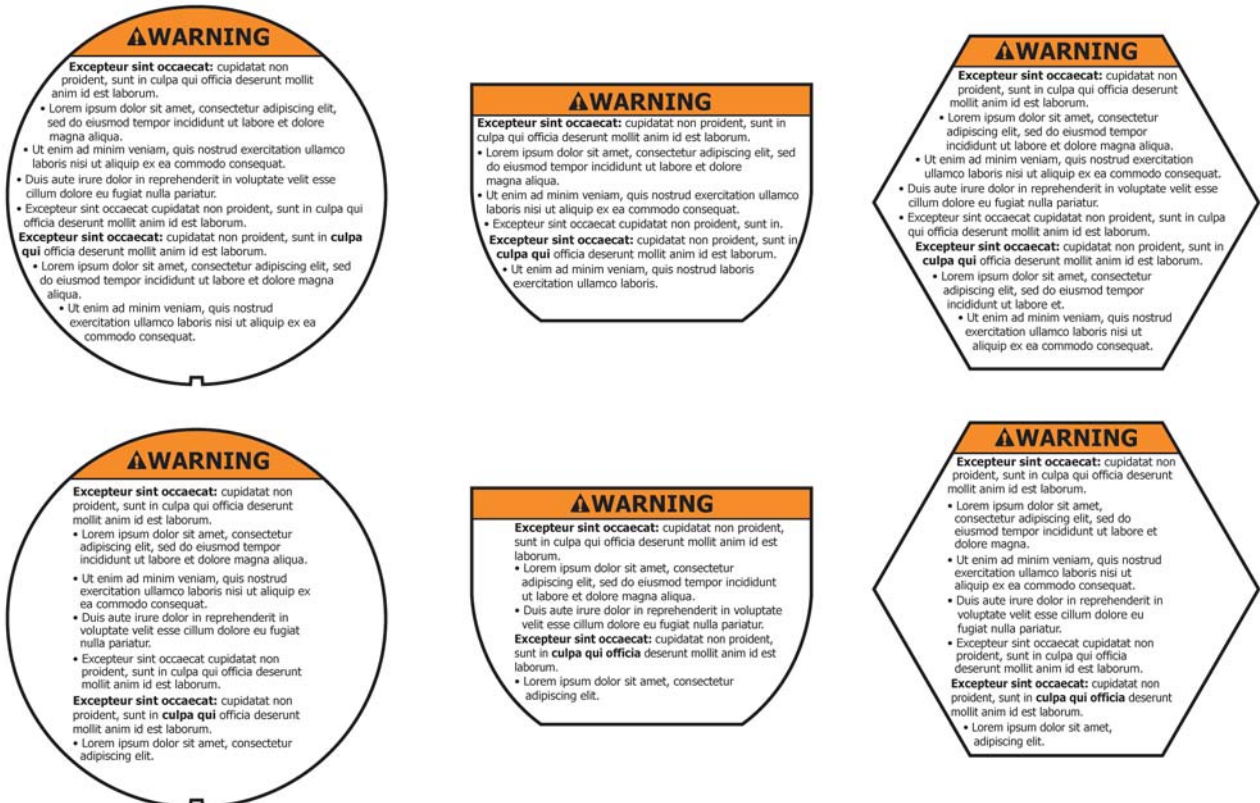 ⚠WARNING
Excepteur sint occaecat: cupidatat non
proident, sunt in culpa qui officia deserunt mollit
anim id est laborum.
• Lorem ipsum dolor sit amet, consectetur adipiscing elit,
sed do eiusmod tempor incididunt ut labore et dolore
magna aliqua.
• Ut enim ad minim veniam, quis nostrud exercitation ullamco
laboris nisi ut aliquip ex ea commodo consequat.
• Duis aute irure dolor in reprehenderit in voluptate velit esse
cillum dolore eu fugiat nulla pariatur.
• Excepteur sint occaecat cupidatat non proident, sunt in culpa qui
officia deserunt mollit anim id est laborum.
Excepteur sint occaecat: cupidatat non proident, sunt in culpa
qui officia deserunt mollit anim id est laborum.
• Lorem ipsum dolor sit amet, consectetur adipiscing elit, sed
do eiusmod tempor incididunt ut labore et dolore magna
aliqua.
• Ut enim ad minim veniam, quis nostrud
exercitation ullamco laboris nisi ut aliquip ex ea
commodo consequat.
⚠WARNING
Excepteur sint occaecat: cupidatat non proident, sunt in
culpa qui officia deserunt mollit anim id est laborum.
• Lorem ipsum dolor sit amet, consectetur adipiscing elit, sed
do eiusmod tempor incididunt ut labore et dolore
magna aliqua.
• Ut enim ad minim veniam, quis nostrud exercitation ullamco
laboris nisi ut aliquip ex ea commodo consequat.
• Excepteur sint occaecat cupidatat non proident, sunt in.
Excepteur sint occaecat: cupidatat non proident, sunt in
culpa qui officia deserunt mollit anim id est laborum.
• Ut enim ad minim veniam, quis nostrud laboris
exercitation ullamco laboris.
⚠WARNING
Excepteur sint occaecat: cupidatat non
proident, sunt in culpa qui officia deserunt
mollit anim id est laborum.
• Lorem ipsum dolor sit amet, consectetur
adipiscing elit, sed do eiusmod tempor
incididunt ut labore et dolore magna aliqua.
• Ut enim ad minim veniam, quis nostrud exercitation
ullamco laboris nisi ut aliquip ex ea commodo consequat.
• Duis aute irure dolor in reprehenderit in voluptate velit esse
cillum dolore eu fugiat nulla pariatur.
• Excepteur sint occaecat cupidatat non proident, sunt in culpa
qui officia deserunt mollit anim id est laborum.
Excepteur sint occaecat: cupidatat non proident, sunt in
culpa qui officia deserunt mollit anim id est laborum.
• Lorem ipsum dolor sit amet, consectetur
adipiscing elit, sed do eiusmod tempor
incididunt ut labore et.
• Ut enim ad minim veniam, quis nostrud
exercitation ullamco laboris nisi ut
aliquip ex ea commodo consequat.
⚠WARNING
Excepteur sint occaecat: cupidatat non
proident, sunt in culpa qui officia deserunt
mollit anim id est laborum.
• Lorem ipsum dolor sit amet, consectetur
adipiscing elit, sed do eiusmod tempor
incididunt ut labore et dolore magna aliqua.
• Ut enim ad minim veniam, quis nostrud
exercitation ullamco laboris nisi ut aliquip ex
ea commodo consequat.
• Duis aute irure dolor in reprehenderit in
voluptate velit esse cillum dolore eu fugiat
nulla pariatur.
• Excepteur sint occaecat cupidatat non
proident, sunt in culpa qui officia deserunt
mollit anim id est laborum.
Excepteur sint occaecat: cupidatat non
proident, sunt in culpa qui officia deserunt
mollit anim id est laborum.
• Lorem ipsum dolor sit amet, consectetur
adipiscing elit.
⚠WARNING
Excepteur sint occaecat: cupidatat non proident,
sunt in culpa qui officia deserunt mollit anim id est
laborum.
• Lorem ipsum dolor sit amet, consectetur
adipiscing elit, sed do eiusmod tempor incididunt
ut labore et dolore magna aliqua.
• Duis aute irure dolor in reprehenderit in voluptate
velit esse cillum dolore eu fugiat nulla pariatur.
Excepteur sint occaecat: cupidatat non proident,
sunt in culpa qui officia deserunt mollit anim id est
laborum.
• Lorem ipsum dolor sit amet, consectetur
adipiscing elit.
⚠WARNING
Excepteur sint occaecat: cupidatat non
proident, sunt in culpa qui officia deserunt
mollit anim id est laborum.
• Lorem ipsum dolor sit amet,
consectetur adipiscing elit, sed do
eiusmod tempor incididunt ut labore et
dolore magna.
• Ut enim ad minim veniam, quis nostrud
exercitation ullamco laboris nisi ut
aliquip ex ea commodo consequat.
• Duis aute irure dolor in reprehenderit in
voluptate velit esse cillum dolore eu
fugiat nulla pariatur.
• Excepteur sint occaecat cupidatat non
proident, sunt in culpa qui officia
deserunt mollit anim id est laborum.
Excepteur sint occaecat: cupidatat non
proident, sunt in culpa qui officia deserunt
mollit anim id est laborum.
• Lorem ipsum dolor sit amet,
adipiscing elit.